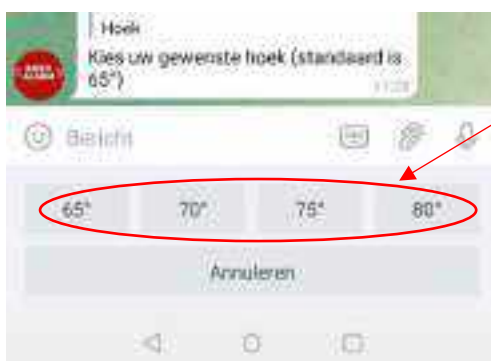 Hoek
Kies uw gewenste hoek (standaard is
65°)
Bericht
65° 70° 75° 80°
Annuleren